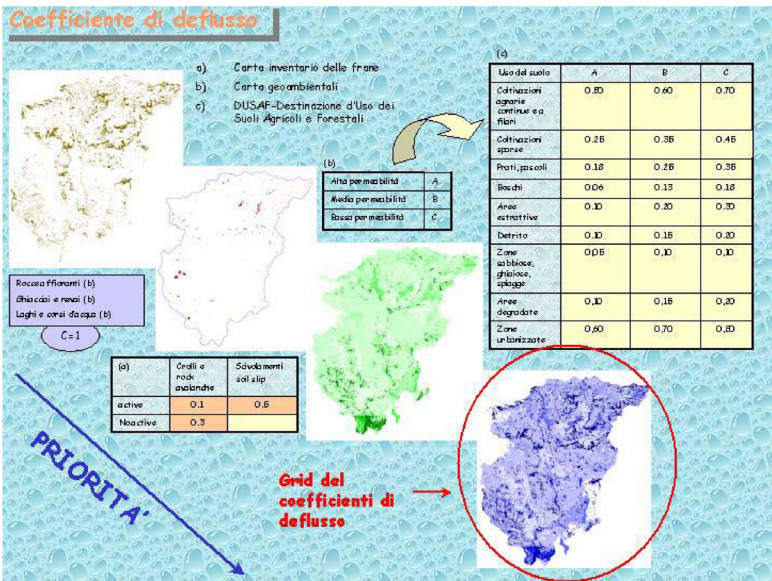 Coefficiente di deflusso
a) Carta inventario delle frane
b) Carta geoambientali
c) DUSAF-Destinazione d'Uso dei
Suoli Agricoli e Forestali
(b)
Alta permeabilità A
Media permeabilità B
Bassa permeabilità C
(c)
Uso del suolo A B C
Coltivazioni
agrarie
continue e a
filari
0.50 0.60 0.70
Coltivazioni
sparse
0.25 0.35 0.45
Prati, pascoli 0.18 0.25 0.35
Boschi 0.06 0.13 0.18
Aree
estrattive
0.10 0.20 0.30
Detrito 0.10 0.15 0.20
Zone
sabbiose,
ghiaiose,
spiagge
0,05 0,10 0,10
Aree
degradate
0,10 0,15 0,20
Zone
urbanizzate
0,60 0,70 0,80
Rocce affioranti (b)
Ghiacciai e nevai (b)
Laghi e corsi d'acqua (b)
C=1
(a) Crolli e
rock
avalanche
Scivolamenti
soil slip
active 0.1 0.5
No active 0.3
PRIORITA'
Grid del
coefficienti di
deflusso